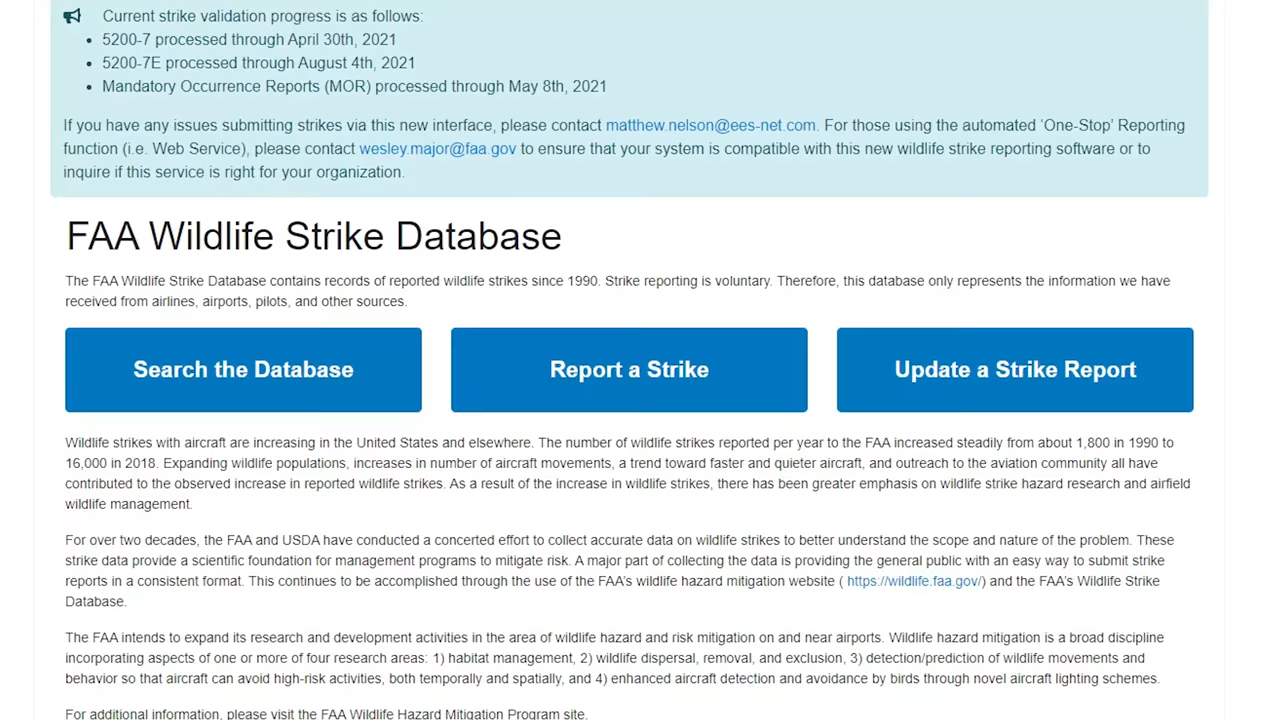 Current strike validation progress is as follows:
5200-7 processed through April 30th, 2021
5200-7E processed through August 4th, 2021
Mandatory Occurrence Reports (MOR) processed through May 8th, 2021
If you have any issues submitting strikes via this new interface, please contact matthew.nelson@ees-net.com. For those using the automated ‘One-Stop’ Reporting
function (i.e. Web Service), please contact wesley.major@faa.gov to ensure that your system is compatible with this new wildlife strike reporting software or to
inquire if this service is right for your organization.
FAA Wildlife Strike Database
The FAA Wildlife Strike Database contains records of reported wildlife strikes since 1990. Strike reporting is voluntary. Therefore, this database only represents the information we have
received from airlines, airports, pilots, and other sources.
Search the Database
Report a Strike
Update a Strike Report
Wildlife strikes with aircraft are increasing in the United States and elsewhere. The number of wildlife strikes reported per year to the FAA increased steadily from about 1,800 in 1990 to
16,000 in 2018. Expanding wildlife populations, increases in number of aircraft movements, a trend toward faster and quieter aircraft, and outreach to the aviation community all have
contributed to the observed increase in reported wildlife strikes. As a result of the increase in wildlife strikes, there has been greater emphasis on wildlife strike hazard research and airfield
wildlife management.
For over two decades, the FAA and USDA have conducted a concerted effort to collect accurate data on wildlife strikes to better understand the scope and nature of the problem. These
strike data provide a scientific foundation for management programs to mitigate risk. A major part of collecting the data is providing the general public with an easy way to submit strike
reports in a consistent format. This continues to be accomplished through the use of the FAA's wildlife hazard mitigation website ( https://wildlife.faa.gov/) and the FAA's Wildlife Strike
Database.
The FAA intends to expand its research and development activities in the area of wildlife hazard and risk mitigation on and near airports. Wildlife hazard mitigation is a broad discipline
incorporating aspects of one or more of four research areas: 1) habitat management, 2) wildlife dispersal, removal, and exclusion, 3) detection/prediction of wildlife movements and
behavior so that aircraft can avoid high-risk activities, both temporally and spatially, and 4) enhanced aircraft detection and avoidance by birds through novel aircraft lighting schemes.
For additional information, please visit the FAA Wildlife Hazard Mitigation Program site.